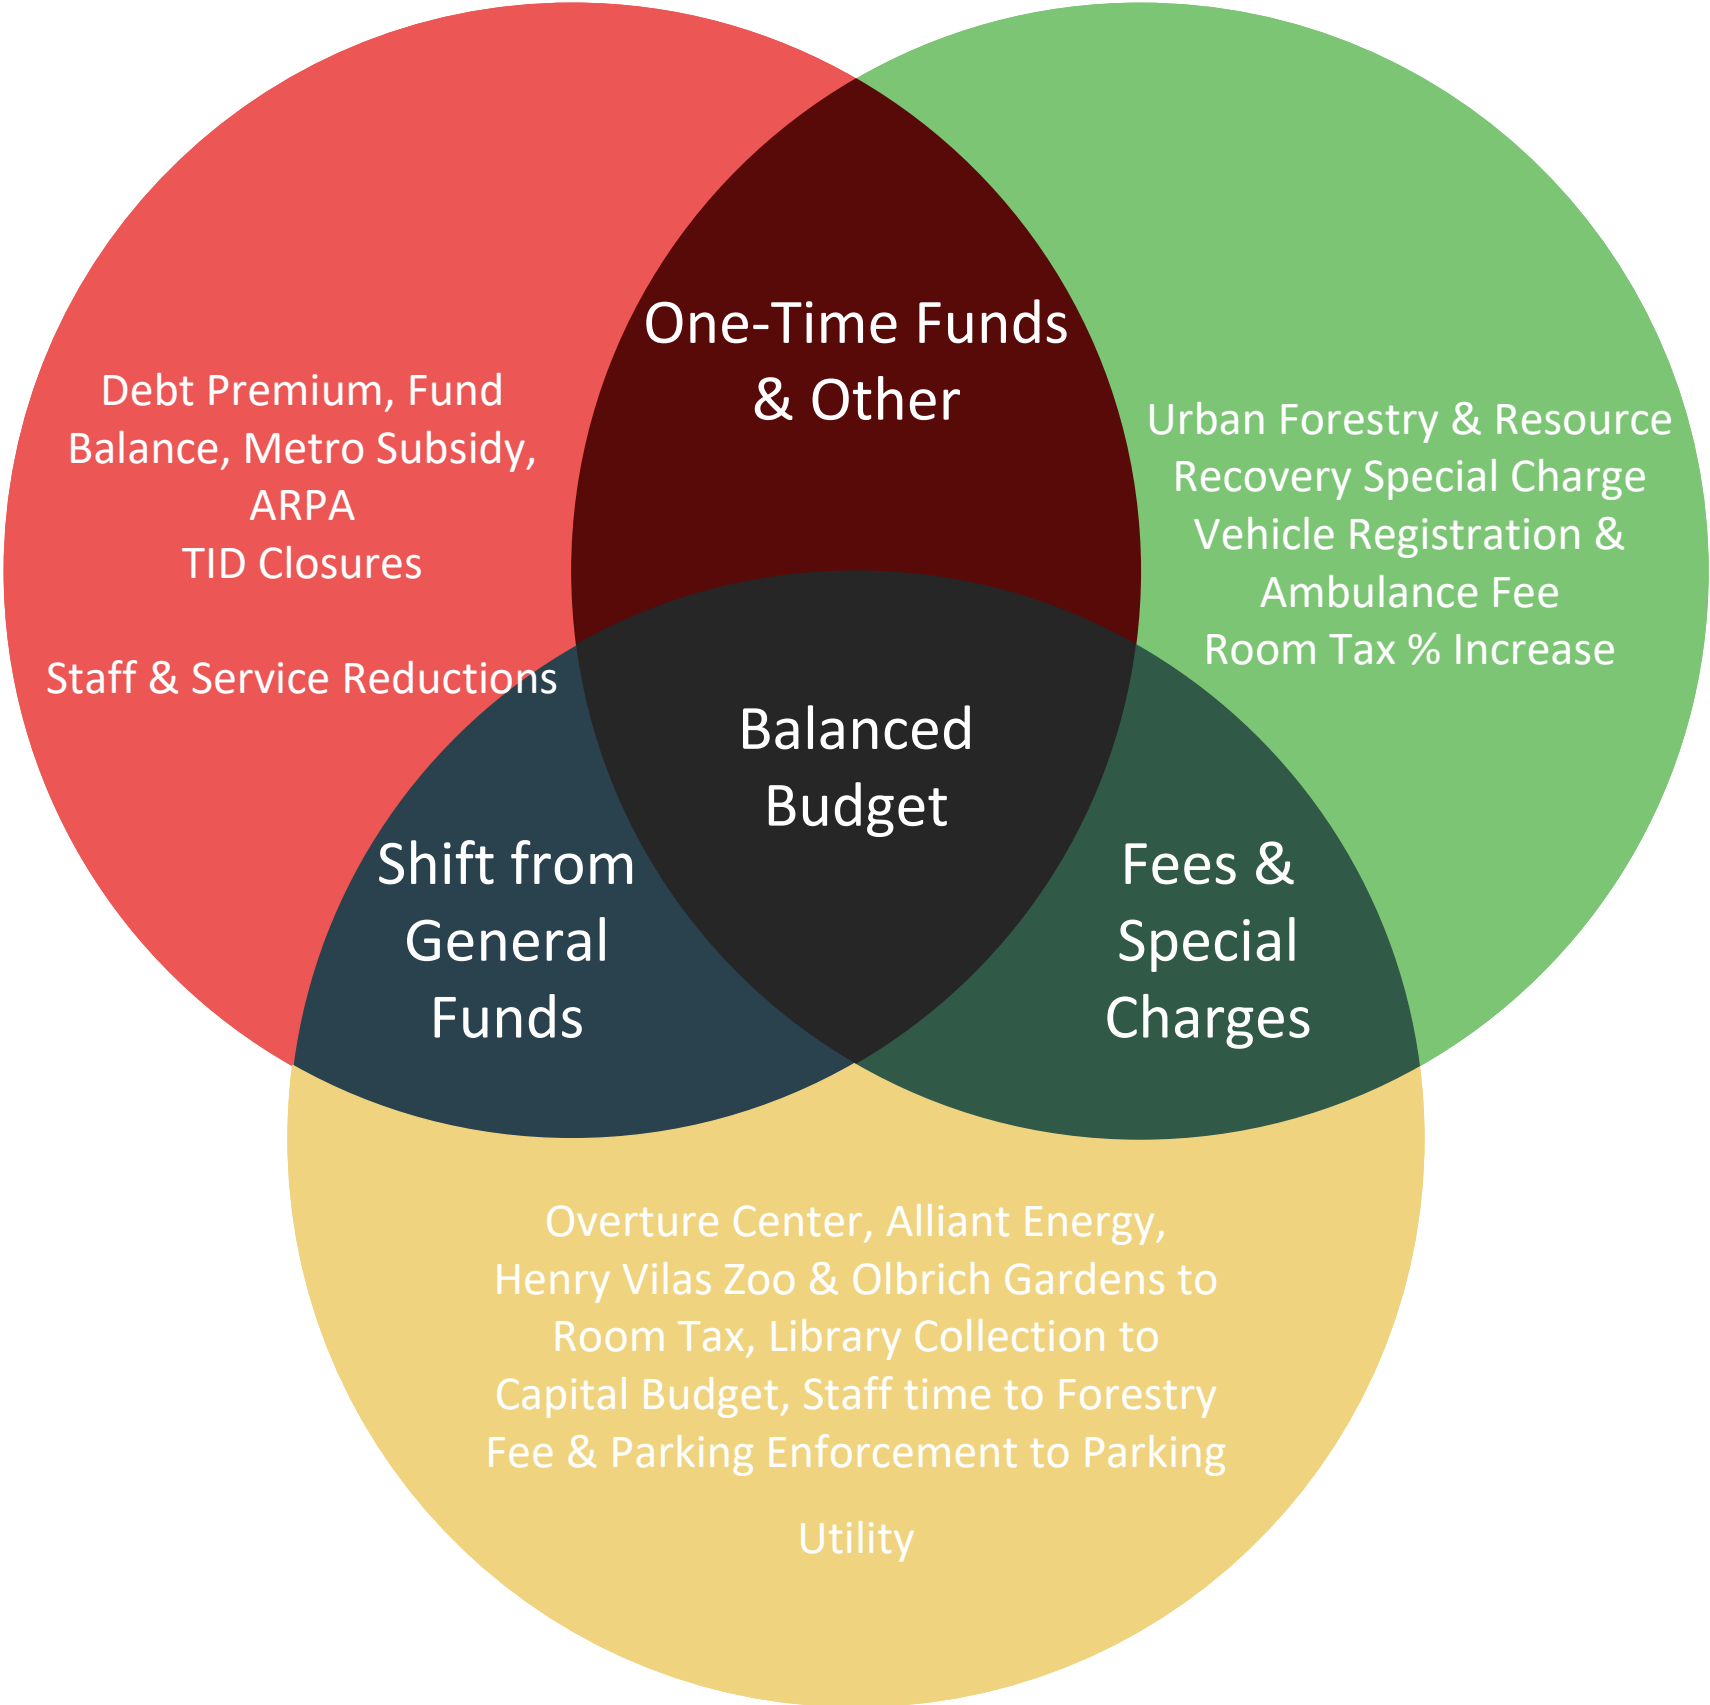 One-Time Funds
& Other
Debt Premium, Fund
Balance, Metro Subsidy,
ARPA
TID Closures
Staff & Service Reductions
Urban Forestry & Resource
Recovery Special Charge
Vehicle Registration &
Ambulance Fee
Room Tax % Increase
Balanced
Budget
Shift from
General
Funds
Fees &
Special
Charges
Overture Center, Alliant Energy,
Henry Vilas Zoo & Olbrich Gardens to
Room Tax, Library Collection to
Capital Budget, Staff time to Forestry
Fee & Parking Enforcement to Parking
Utility